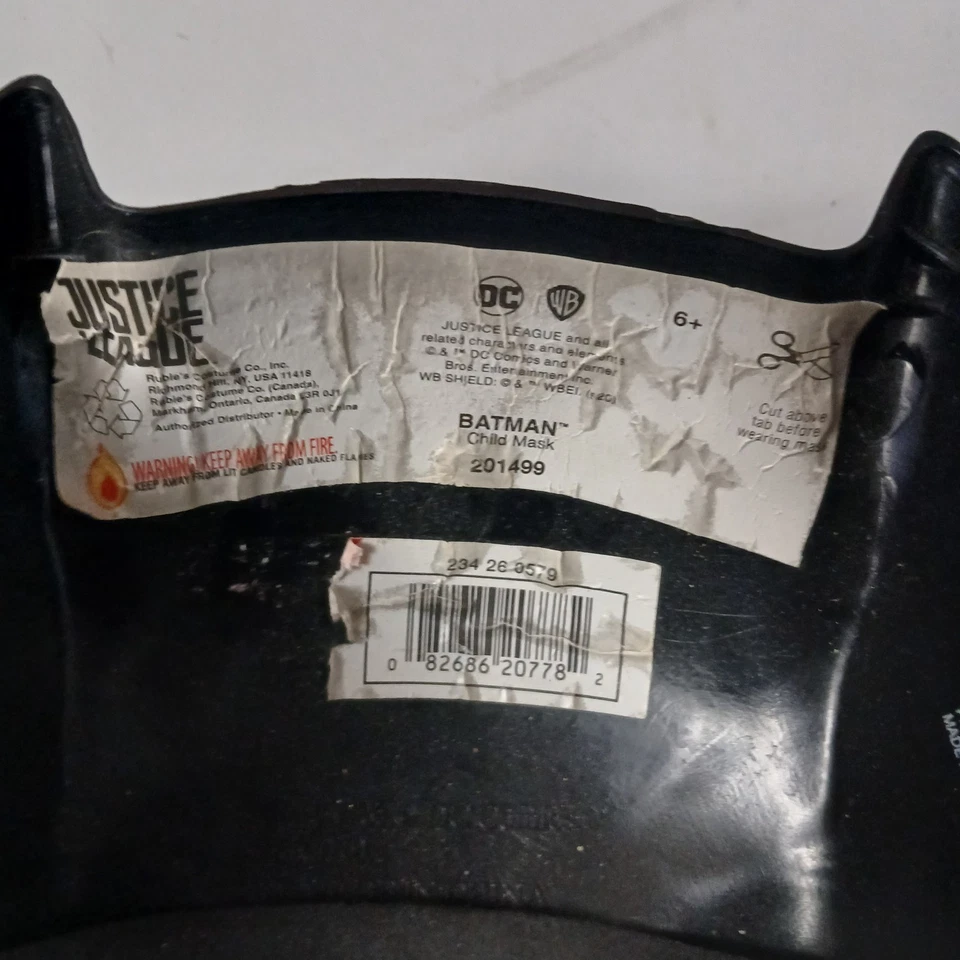 JUSTICE
LEAGUE
Rubie's Costume Co., Inc.
Richmond Hill, NY, USA 11418
Rubie's Costume Co. (Canada),
Markham, Ontario, Canada L3R 0J1
Authorized Distributor • Made in China
WARNING! KEEP AWAY FROM FIRE.
KEEP AWAY FROM LIT CANDLES AND NAKED FLAMES
DC WB
JUSTICE LEAGUE and all
related characters and elements
© & ™ DC Comics and Warner
Bros. Entertainment Inc.
WB SHIELD: © & ™ WBEI.
BATMAN™
Child Mask
201499
6+
Cut above
tab before
wearing mask
234 26 0579
0 82686 20778 2
MADE